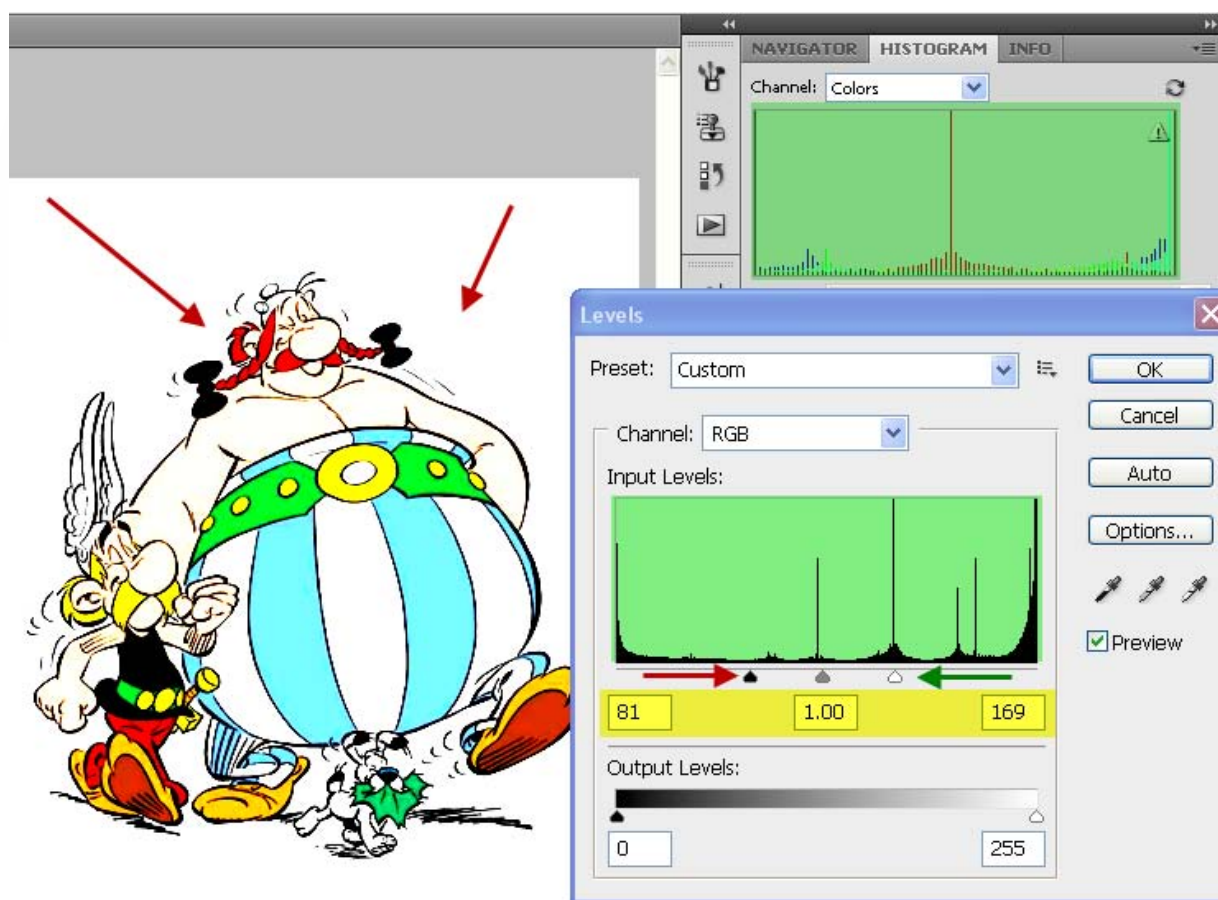 NAVIGATOR HISTOGRAM INFO
Channel: Colors
Levels
Preset: Custom
OK
Channel: RGB
Cancel
Input Levels:
Auto
Options...
Preview
81 1.00 169
Output Levels:
0 255